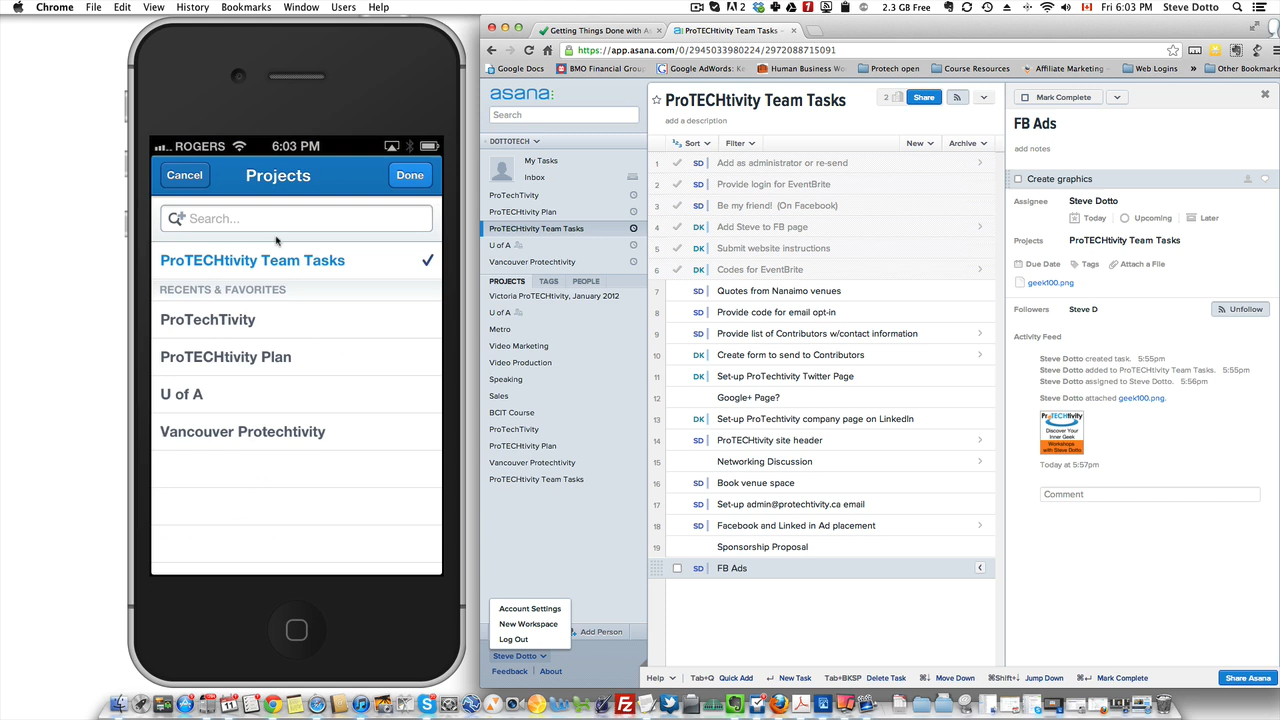 Chrome File Edit View History Bookmarks Window Users Help
2 2.3 GB Free Fri 6:03 PM Steve Dotto
ROGERS 6:03 PM
Cancel Projects Done
Search...
ProTECHtivity Team Tasks
RECENTS & FAVORITES
ProTechTivity
ProTECHtivity Plan
U of A
Vancouver Protechtivity
Getting Things Done with As
ProTECHtivity Team Tasks -
https://app.asana.com/0/2945033980224/2972088715091
Google Docs BMO Financial Group Google AdWords: Ke Human Business Wo Protech open Course Resources Affiliate Marketing Web Logins » Other Bookmarks
asana:
Search
DOTTOTECH
My Tasks
Inbox
ProTechTivity
ProTECHtivity Plan
ProTECHtivity Team Tasks
U of A
Vancouver Protechtivity
PROJECTS TAGS PEOPLE
Victoria ProTECHtivity, January 2012
U of A
Metro
Video Marketing
Video Production
Speaking
Sales
BCIT Course
ProTechTivity
ProTECHtivity Plan
Vancouver Protechtivity
ProTECHtivity Team Tasks
Account Settings
New Workspace
Log Out
Add Person
Steve Dotto
Feedback About
ProTECHtivity Team Tasks
2 Share
add a description
Sort Filter New Archive
1 SD Add as administrator or re-send
2 SD Provide login for EventBrite
3 SD Be my friend! (On Facebook)
4 DK Add Steve to FB page
5 DK Submit website instructions
6 DK Codes for EventBrite
7 SD Quotes from Nanaimo venues
8 SD Provide code for email opt-in
9 SD Provide list of Contributors w/contact information
10 DK Create form to send to Contributors
11 SD Set-up ProTechtivity Twitter Page
12 Google+ Page?
13 DK Set-up ProTechtivity company page on LinkedIn
14 SD ProTECHtivity site header
15 Networking Discussion
16 SD Book venue space
17 SD Set-up admin@protechtivity.ca email
18 SD Facebook and Linked in Ad placement
19 Sponsorship Proposal
SD FB Ads
Mark Complete
FB Ads
add notes
Create graphics
Assignee Steve Dotto
Today Upcoming Later
Projects ProTECHtivity Team Tasks
Due Date Tags Attach a File
geek100.png
Followers Steve D Unfollow
Activity Feed
Steve Dotto created task. 5:55pm
Steve Dotto added to ProTECHtivity Team Tasks. 5:55pm
Steve Dotto assigned to Steve Dotto. 5:56pm
Steve Dotto attached geek100.png.
ProTECHtivity
Discover Your
Inner Geek
Workshops
with Steve Dotto
Today at 5:57pm
Comment
Help Tab+Q Quick Add New Task Tab+BKSP Delete Task ⌘↓ Move Down ⌘Shift↓ Jump Down Mark Complete Share Asana